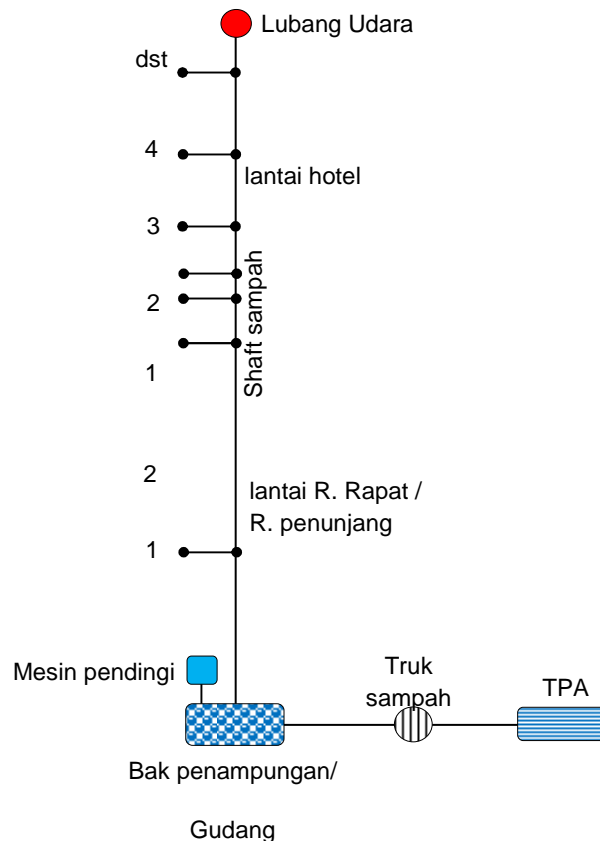 Lubang Udara
dst
4
lantai hotel
3
Shaft sampah
2
1
2
lantai R. Rapat /
R. penunjang
1
Mesin pendingi
Truk
sampah
TPA
Bak penampungan/
Gudang